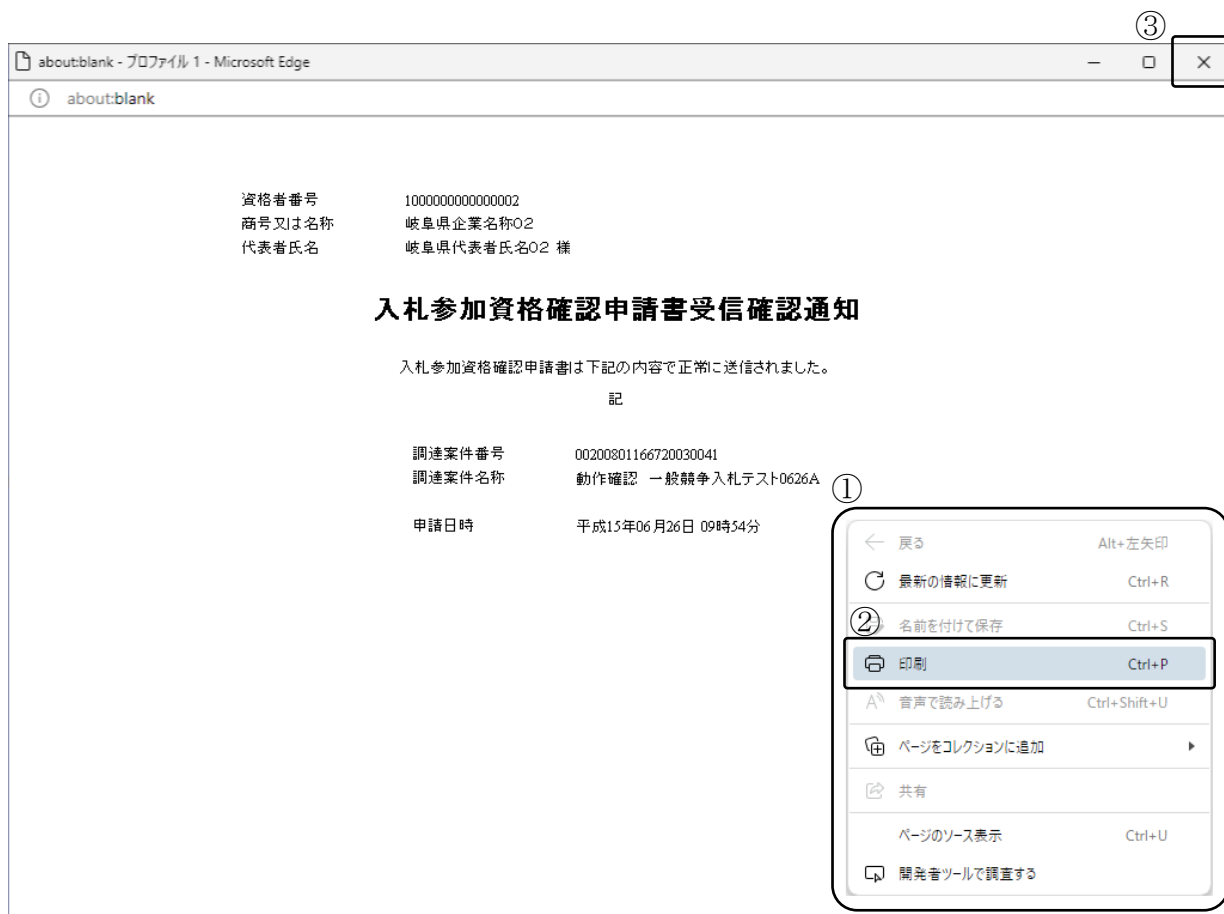 ③
about:blank - プロファイル 1 - Microsoft Edge
about:blank
資格者番号 1000000000000002
商号又は名称 岐阜県企業名称02
代表者氏名 岐阜県代表者氏名02 様
入札参加資格確認申請書受信確認通知
入札参加資格確認申請書は下記の内容で正常に送信されました。
記
調達案件番号 00200801166720030041
調達案件名称 動作確認 一般競争入札テスト0626A
①
申請日時 平成15年06月26日 09時54分
戻る Alt+左矢印
最新の情報に更新 Ctrl+R
②
名前を付けて保存 Ctrl+S
印刷 Ctrl+P
音声で読み上げる Ctrl+Shift+U
ページをコレクションに追加
共有
ページのソース表示 Ctrl+U
開発者ツールで調査する